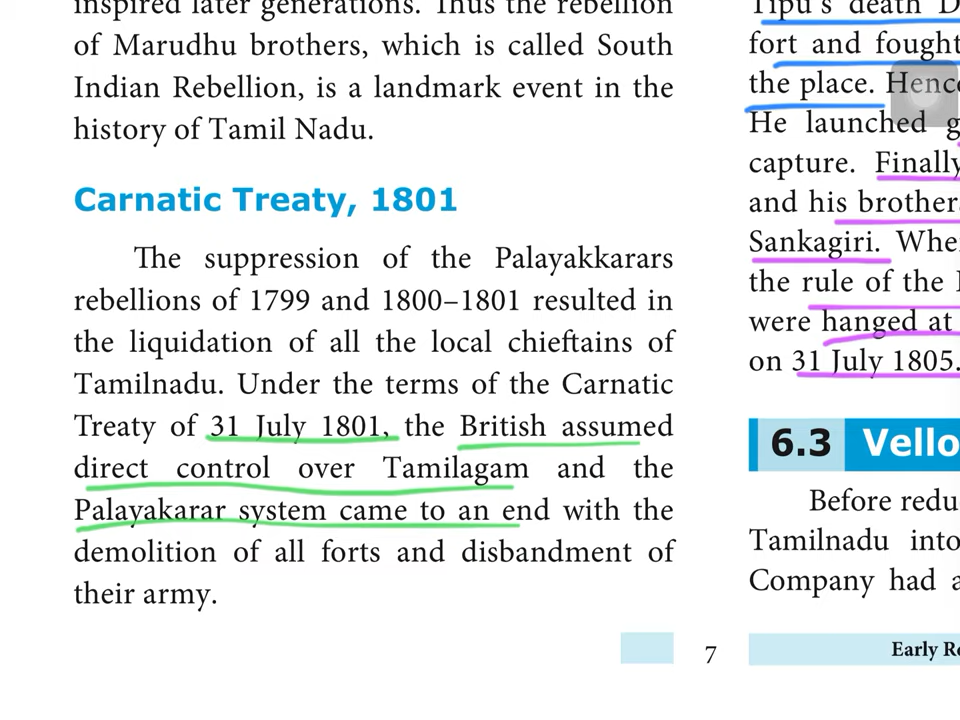 inspired later generations. Thus the rebellion
of Marudhu brothers, which is called South
Indian Rebellion, is a landmark event in the
history of Tamil Nadu.
Carnatic Treaty, 1801
The suppression of the Palayakkarars
rebellions of 1799 and 1800–1801 resulted in
the liquidation of all the local chieftains of
Tamilnadu. Under the terms of the Carnatic
Treaty of 31 July 1801, the British assumed
direct control over Tamilagam and the
Palayakarar system came to an end with the
demolition of all forts and disbandment of
their army.
7
Tipu's death
fort and fought
the place.
He launched
capture. Finally
and his
Sankagiri.
the rule of the
were hanged at
on 31 July 1805.
6.3
Before
Tamilnadu into
Company had
Early